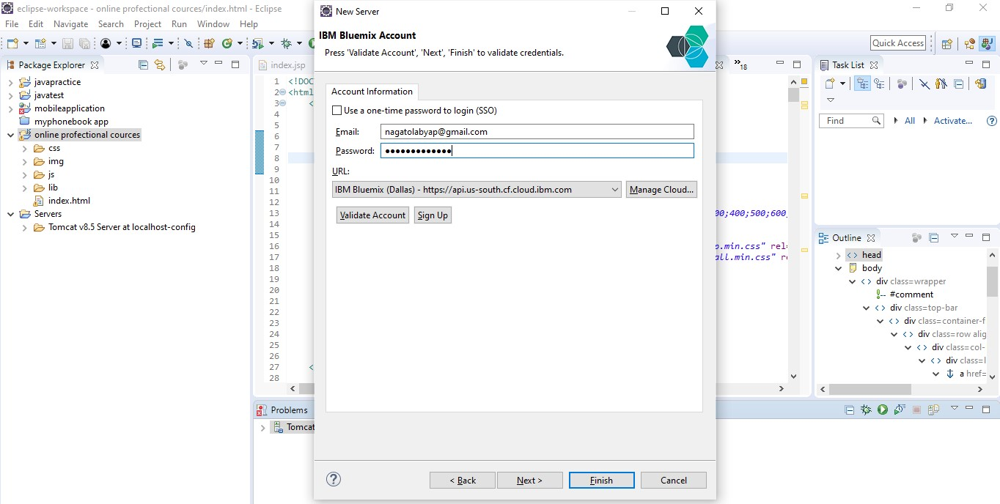 eclipse-workspace - online profectional cources/index.html - Eclipse
File Edit Navigate Search Project Run Window Help
Quick Access
Package Explorer
javapractice
javatest
mobileapplication
myphonebook app
online profectional cources
css
img
js
lib
index.html
Servers
Tomcat v8.5 Server at localhost-config
index.jsp
18
1 <!DOC
2 <html
3 <
4
5
6
7
8
9
10
11
12
13 00;400;500;600
14
15
16 p.min.css" rel=
17 all.min.css" r
18
19
20
21
22
23
24
25
26
27 <
28
New Server
IBM Bluemix Account
Press 'Validate Account', 'Next', 'Finish' to validate credentials.
Account Information
Use a one-time password to login (SSO)
Email: nagatolabyap@gmail.com
Password: •••••••••••••
URL:
IBM Bluemix (Dallas) - https://api.us-south.cf.cloud.ibm.com
Manage Cloud...
Validate Account Sign Up
< Back Next > Finish Cancel
Task List
Find All Activate...
Outline
head
body
div class=wrapper
#comment
div class=top-bar
div class=container-f
div class=row alig
div class=col-
div class=l
a href=
Problems
Tomcat